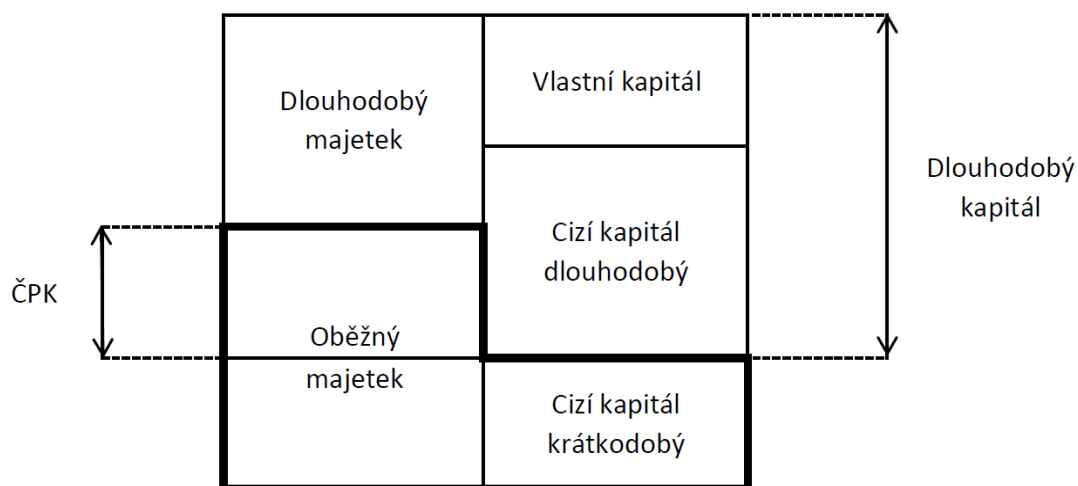 Dlouhodobý
majetek
Vlastní kapitál
Dlouhodobý
kapitál
Cizí kapitál
dlouhodobý
ČPK
Oběžný
majetek
Cizí kapitál
krátkodobý